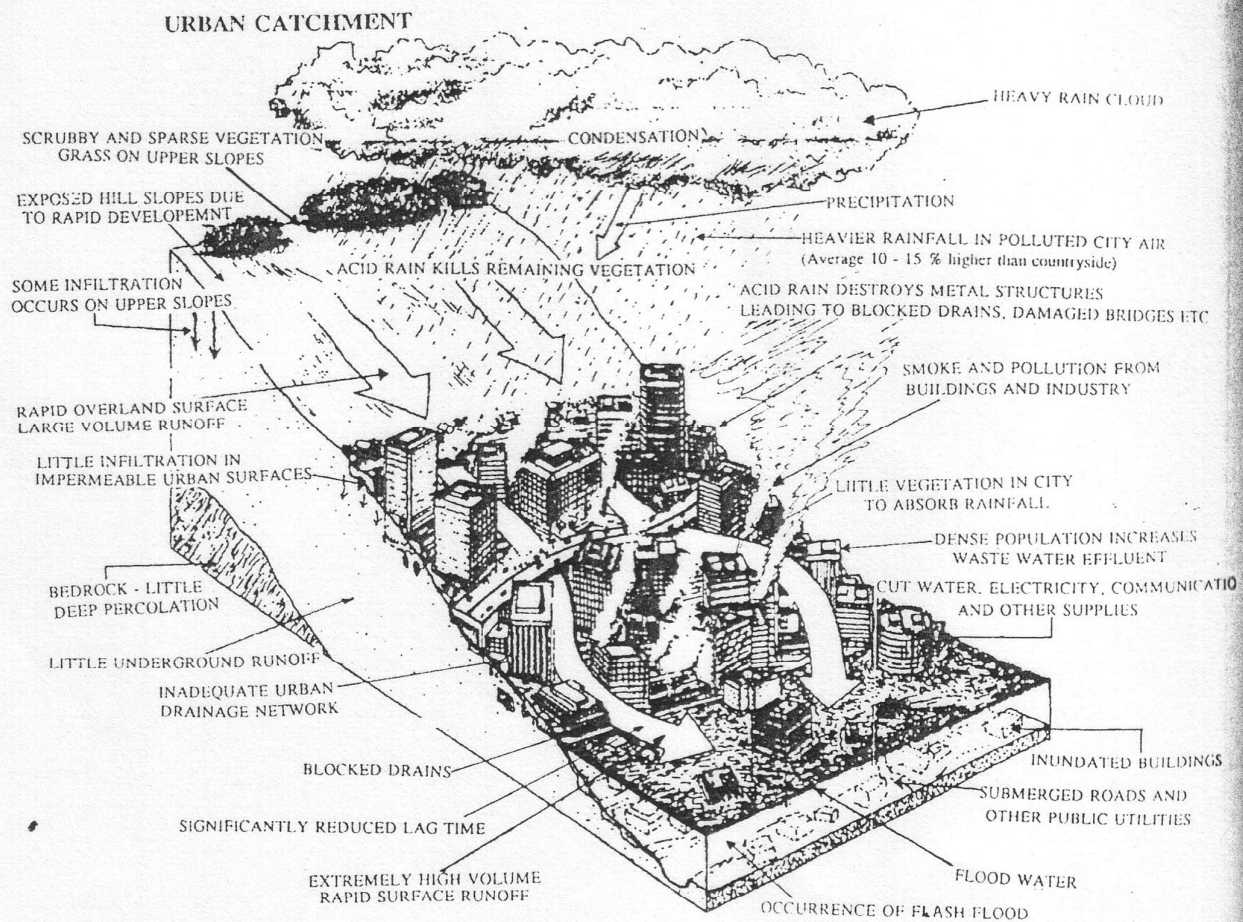 URBAN CATCHMENT
HEAVY RAIN CLOUD
CONDENSATION
SCRUBBY AND SPARSE VEGETATION
GRASS ON UPPER SLOPES
EXPOSED HILL SLOPES DUE
TO RAPID DEVELOPEMNT
PRECIPITATION
HEAVIER RAINFALL IN POLLUTED CITY AIR
(Average 10 - 15 % higher than countryside)
ACID RAIN KILLS REMAINING VEGETATION
SOME INFILTRATION
OCCURS ON UPPER SLOPES
ACID RAIN DESTROYS METAL STRUCTURES
LEADING TO BLOCKED DRAINS, DAMAGED BRIDGES ETC
SMOKE AND POLLUTION FROM
BUILDINGS AND INDUSTRY
RAPID OVERLAND SURFACE
LARGE VOLUME RUNOFF
LITTLE INFILTRATION IN
IMPERMEABLE URBAN SURFACES
LITTLE VEGETATION IN CITY
TO ABSORB RAINFALL
DENSE POPULATION INCREASES
WASTE WATER EFFLUENT
BEDROCK - LITTLE
DEEP PERCOLATION
CUT WATER, ELECTRICITY, COMMUNICATIO
AND OTHER SUPPLIES
LITTLE UNDERGROUND RUNOFF
INADEQUATE URBAN
DRAINAGE NETWORK
BLOCKED DRAINS
INUNDATED BUILDINGS
SUBMERGED ROADS AND
OTHER PUBLIC UTILITIES
SIGNIFICANTLY REDUCED LAG TIME
EXTREMELY HIGH VOLUME
RAPID SURFACE RUNOFF
FLOOD WATER
OCCURRENCE OF FLASH FLOOD